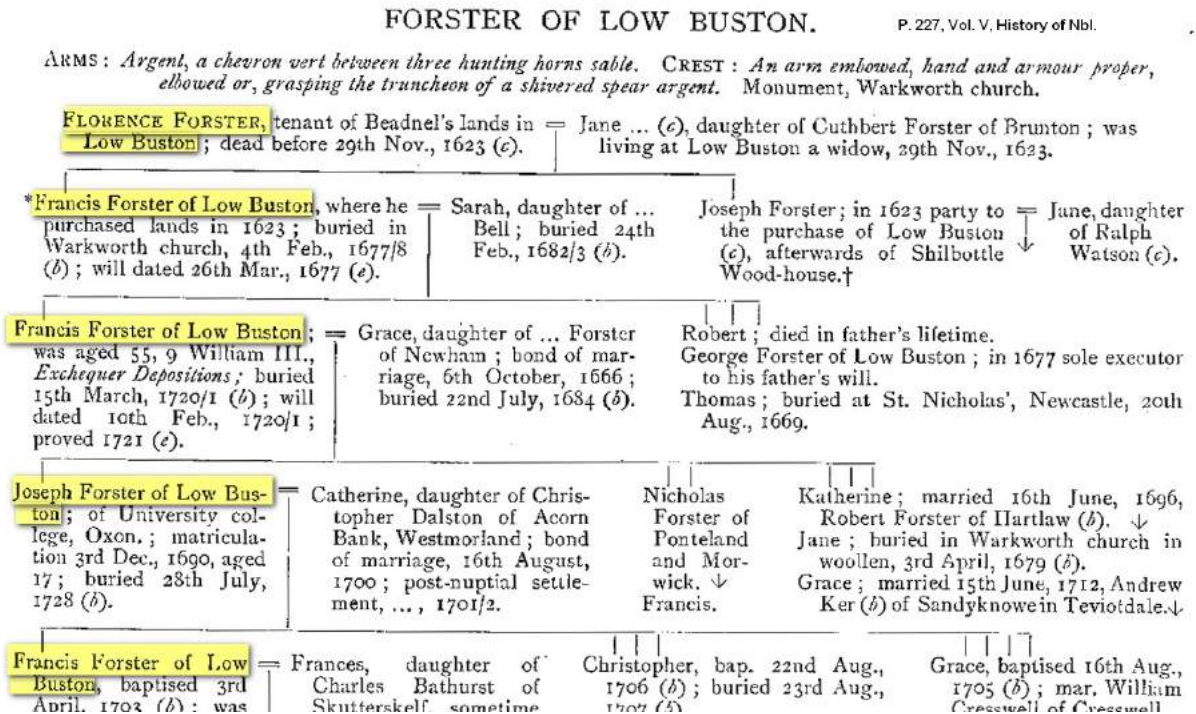 FORSTER OF LOW BUSTON.
P. 227, Vol. V, History of Nbl.
ARMS : Argent, a chevron vert between three hunting horns sable. CREST : An arm embowed, hand and armour proper,
elbowed or, grasping the truncheon of a shivered spear argent. Monument, Warkworth church.
FLORENCE FORSTER, tenant of Beadnel's lands in
Low Buston ; dead before 29th Nov., 1623 (c).
= Jane ... (c), daughter of Cuthbert Forster of Brunton ; was
living at Low Buston a widow, 29th Nov., 1623.
*Francis Forster of Low Buston, where he
purchased lands in 1623 ; buried in
Warkworth church, 4th Feb., 1677/8
(b) ; will dated 26th Mar., 1677 (e).
= Sarah, daughter of ...
Bell ; buried 24th
Feb., 1682/3 (b).
Joseph Forster ; in 1623 party to
the purchase of Low Buston
(c), afterwards of Shilbottle
Wood-house.†
= Jane, daughter
of Ralph
Watson (c).
Francis Forster of Low Buston ;
was aged 55, 9 William III.,
Exchequer Depositions ; buried
15th March, 1720/1 (b) ; will
dated 10th Feb., 1720/1 ;
proved 1721 (e).
= Grace, daughter of ... Forster
of Newham ; bond of mar-
riage, 6th October, 1666 ;
buried 22nd July, 1684 (b).
Robert ; died in father's lifetime.
George Forster of Low Buston ; in 1677 sole executor
to his father's will.
Thomas ; buried at St. Nicholas', Newcastle, 20th
Aug., 1669.
Joseph Forster of Low Bus-
ton ; of University col-
lege, Oxon. ; matricula-
tion 3rd Dec., 1690, aged
17 ; buried 28th July,
1728 (b).
= Catherine, daughter of Chris-
topher Dalston of Acorn
Bank, Westmorland ; bond
of marriage, 16th August,
1700 ; post-nuptial settle-
ment, ... , 1701/2.
Nicholas
Forster of
Ponteland
and Mor-
wick. ↓
Francis.
Katherine ; married 16th June, 1696,
Robert Forster of Hartlaw (b). ↓
Jane ; buried in Warkworth church in
woollen, 3rd April, 1679 (b).
Grace ; married 15th June, 1712, Andrew
Ker (b) of Sandyknowe in Teviotdale. ↓
Francis Forster of Low
Buston, baptised 3rd
April, 1703 (b) ; was
= Frances, daughter of
Charles Bathurst of
Skutterskelf, sometime
Christopher, bap. 22nd Aug.,
1706 (b) ; buried 23rd Aug.,
1707 (b).
Grace, baptised 16th Aug.,
1705 (b) ; mar. William
Cresswell of Cresswell